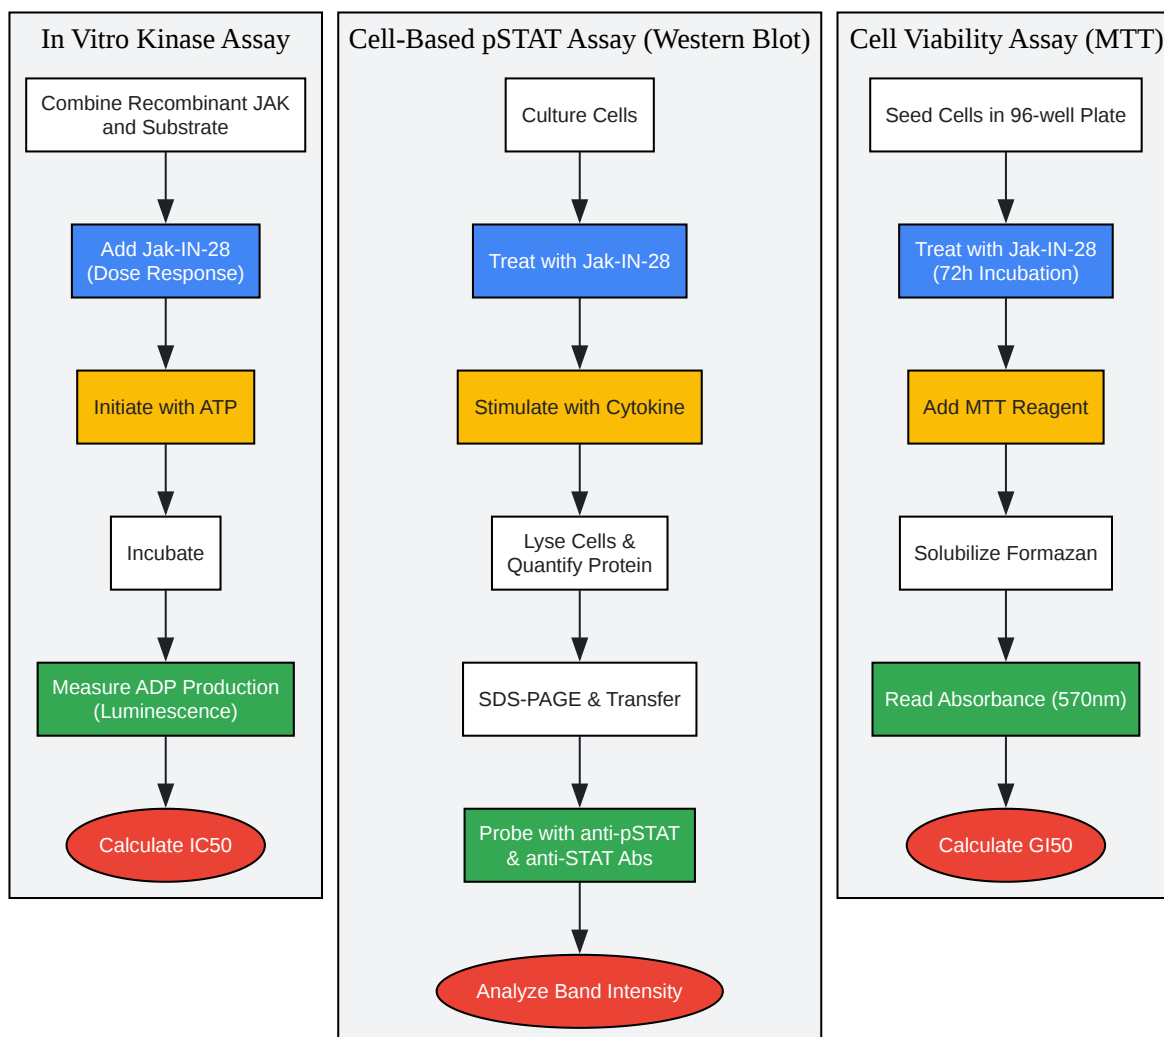 In Vitro Kinase Assay
Combine Recombinant JAK
and Substrate
Add Jak-IN-28
(Dose Response)
Initiate with ATP
Incubate
Measure ADP Production
(Luminescence)
Calculate IC50
Cell-Based pSTAT Assay (Western Blot)
Culture Cells
Treat with Jak-IN-28
Stimulate with Cytokine
Lyse Cells &
Quantify Protein
SDS-PAGE & Transfer
Probe with anti-pSTAT
& anti-STAT Abs
Analyze Band Intensity
Cell Viability Assay (MTT)
Seed Cells in 96-well Plate
Treat with Jak-IN-28
(72h Incubation)
Add MTT Reagent
Solubilize Formazan
Read Absorbance (570nm)
Calculate GI50